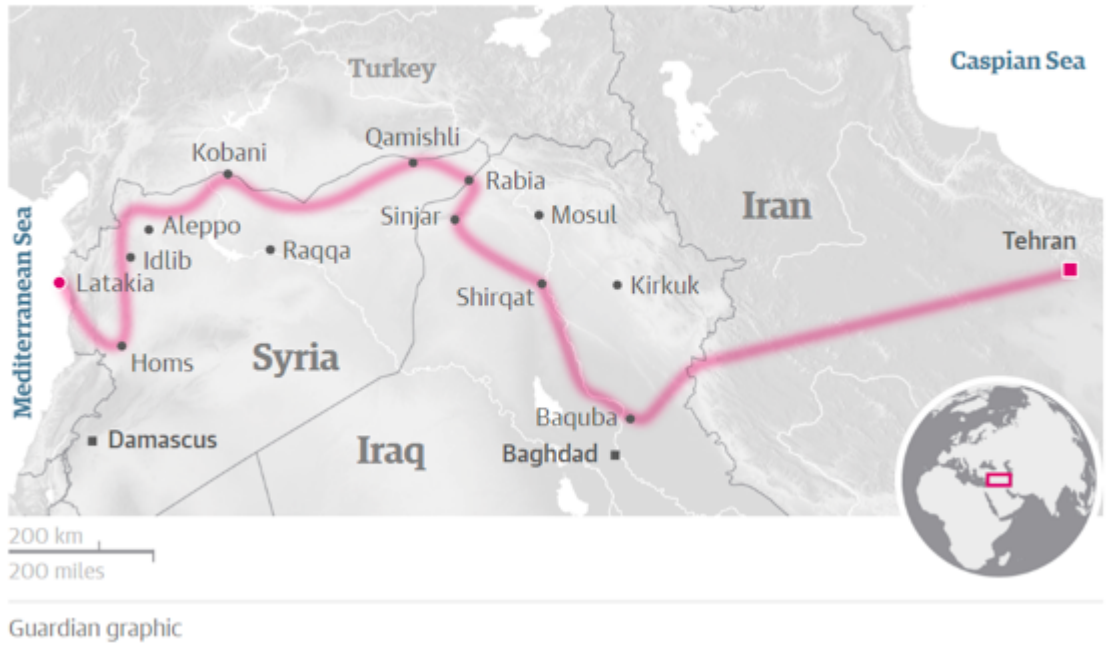 Caspian Sea
Turkey
Qamishli
Kobani
Rabia
Iran
Sinjar
Mosul
Aleppo
Tehran
Raqqa
Idlib
Latakia
Kirkuk
Shirqat
Mediterranean Sea
Homs
Syria
Baquba
Damascus
Iraq
Baghdad
200 km
200 miles
Guardian graphic